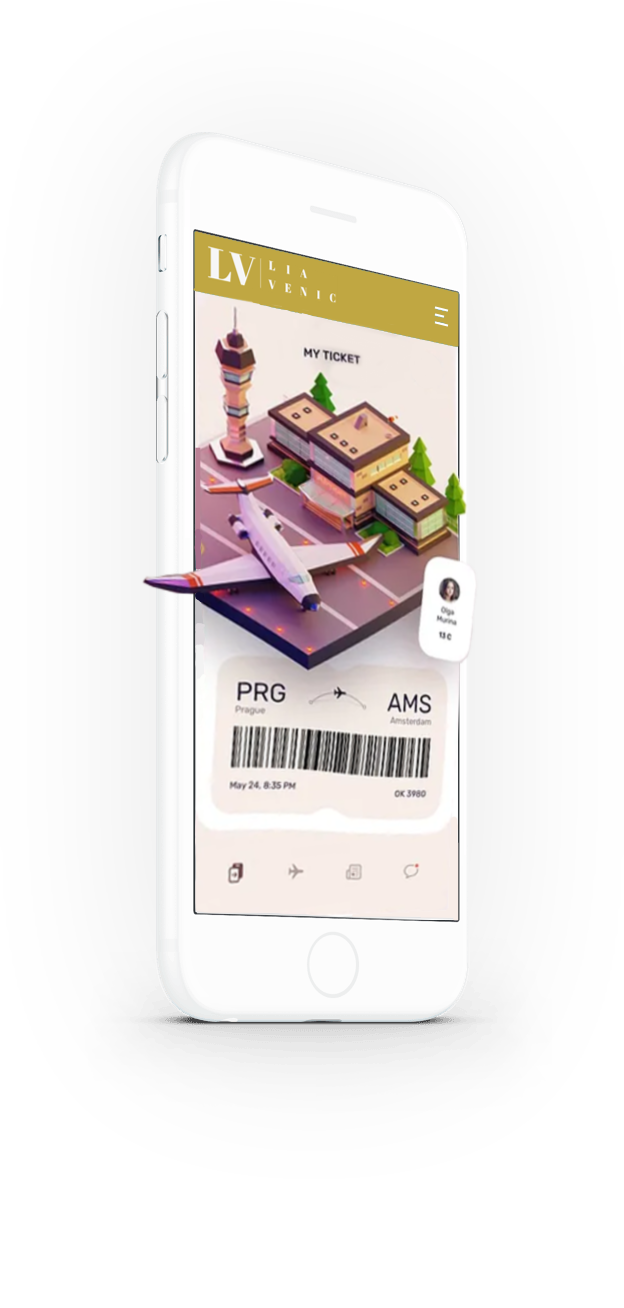 LV LIA
VENIC
MY TICKET
Olga
Murina
13 C
PRG
Prague
AMS
Amsterdam
May 24, 8:35 PM
OK 3980